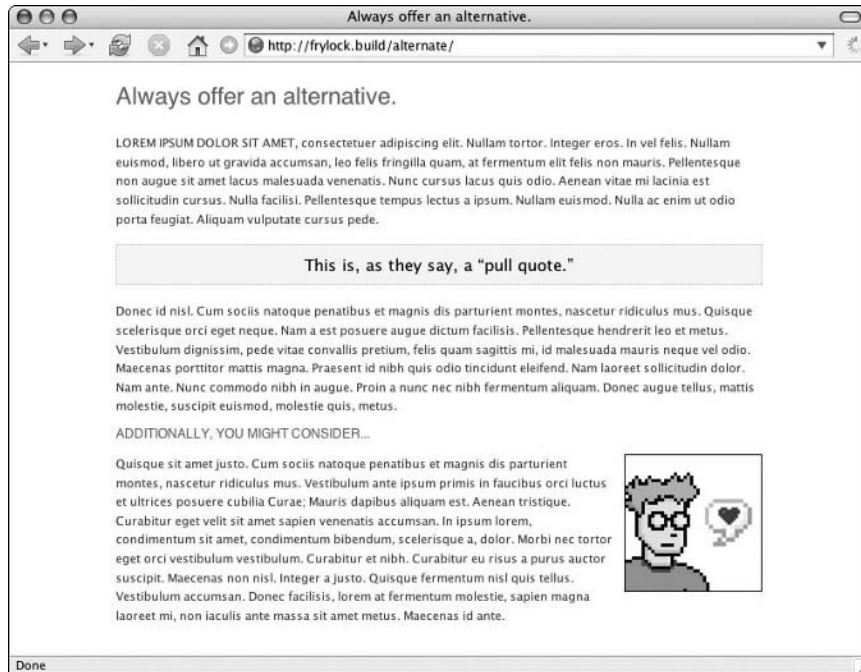 Always offer an alternative.
http://frylock.build/alternate/
Always offer an alternative.
LOREM IPSUM DOLOR SIT AMET, consectetuer adipiscing elit. Nullam tortor. Integer eros. In vel felis. Nullam
euismod, libero ut gravida accumsan, leo felis fringilla quam, at fermentum elit felis non mauris. Pellentesque
non augue sit amet lacus malesuada venenatis. Nunc cursus lacus quis odio. Aenean vitae mi lacinia est
sollicitudin cursus. Nulla facilisi. Pellentesque tempus lectus a ipsum. Nullam euismod. Nulla ac enim ut odio
porta feugiat. Aliquam vulputate cursus pede.
This is, as they say, a “pull quote.”
Donec id nisl. Cum sociis natoque penatibus et magnis dis parturient montes, nascetur ridiculus mus. Quisque
scelerisque orci eget neque. Nam a est posuere augue dictum facilisis. Pellentesque hendrerit leo et metus.
Vestibulum dignissim, pede vitae convallis pretium, felis quam sagittis mi, id malesuada mauris neque vel odio.
Maecenas porttitor mattis magna. Praesent id nibh quis odio tincidunt eleifend. Nam laoreet sollicitudin dolor.
Nam ante. Nunc commodo nibh in augue. Proin a nunc nec nibh fermentum aliquam. Donec augue tellus, mattis
molestie, suscipit euismod, molestie quis, metus.
ADDITIONALLY, YOU MIGHT CONSIDER...
Quisque sit amet justo. Cum sociis natoque penatibus et magnis dis parturient
montes, nascetur ridiculus mus. Vestibulum ante ipsum primis in faucibus orci luctus
et ultrices posuere cubilia Curae; Mauris dapibus aliquam est. Aenean tristique.
Curabitur eget velit sit amet sapien venenatis accumsan. In ipsum lorem,
condimentum sit amet, condimentum bibendum, scelerisque a, dolor. Morbi nec tortor
eget orci vestibulum vestibulum. Curabitur et nibh. Curabitur eu risus a purus auctor
suscipit. Maecenas non nisl. Integer a justo. Quisque fermentum nisl quis tellus.
Vestibulum accumsan. Donec facilisis, lorem at fermentum molestie, sapien magna
laoreet mi, non iaculis ante massa sit amet metus. Maecenas id ante.
Done